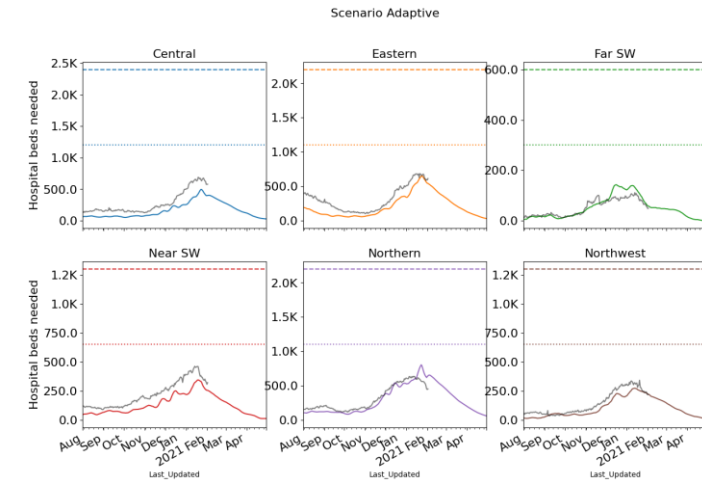 Scenario Adaptive
Central
Eastern
Far SW
Hospital beds needed
2.5K
2.0K
1.5K
1.0K
500.0
0.0
2.0K
1.5K
1.0K
500.0
0.0
600.0
400.0
200.0
0.0
Near SW
Northern
Northwest
Hospital beds needed
1.2K
1.0K
750.0
500.0
250.0
0.0
2.0K
1.5K
1.0K
500.0
0.0
1.2K
1.0K
750.0
500.0
250.0
0.0
Aug Sep Oct Nov Dec Jan 2021 Feb Mar Apr
Aug Sep Oct Nov Dec Jan 2021 Feb Mar Apr
Aug Sep Oct Nov Dec Jan 2021 Feb Mar Apr
Last_Updated
Last_Updated
Last_Updated